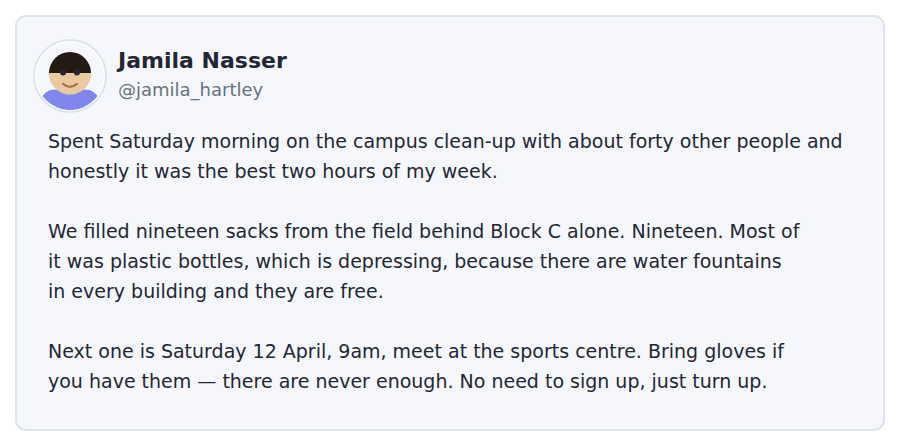 Jamila Nasser
@jamila_hartley
Spent Saturday morning on the campus clean-up with about forty other people and
honestly it was the best two hours of my week.
We filled nineteen sacks from the field behind Block C alone. Nineteen. Most of
it was plastic bottles, which is depressing, because there are water fountains
in every building and they are free.
Next one is Saturday 12 April, 9am, meet at the sports centre. Bring gloves if
you have them — there are never enough. No need to sign up, just turn up.